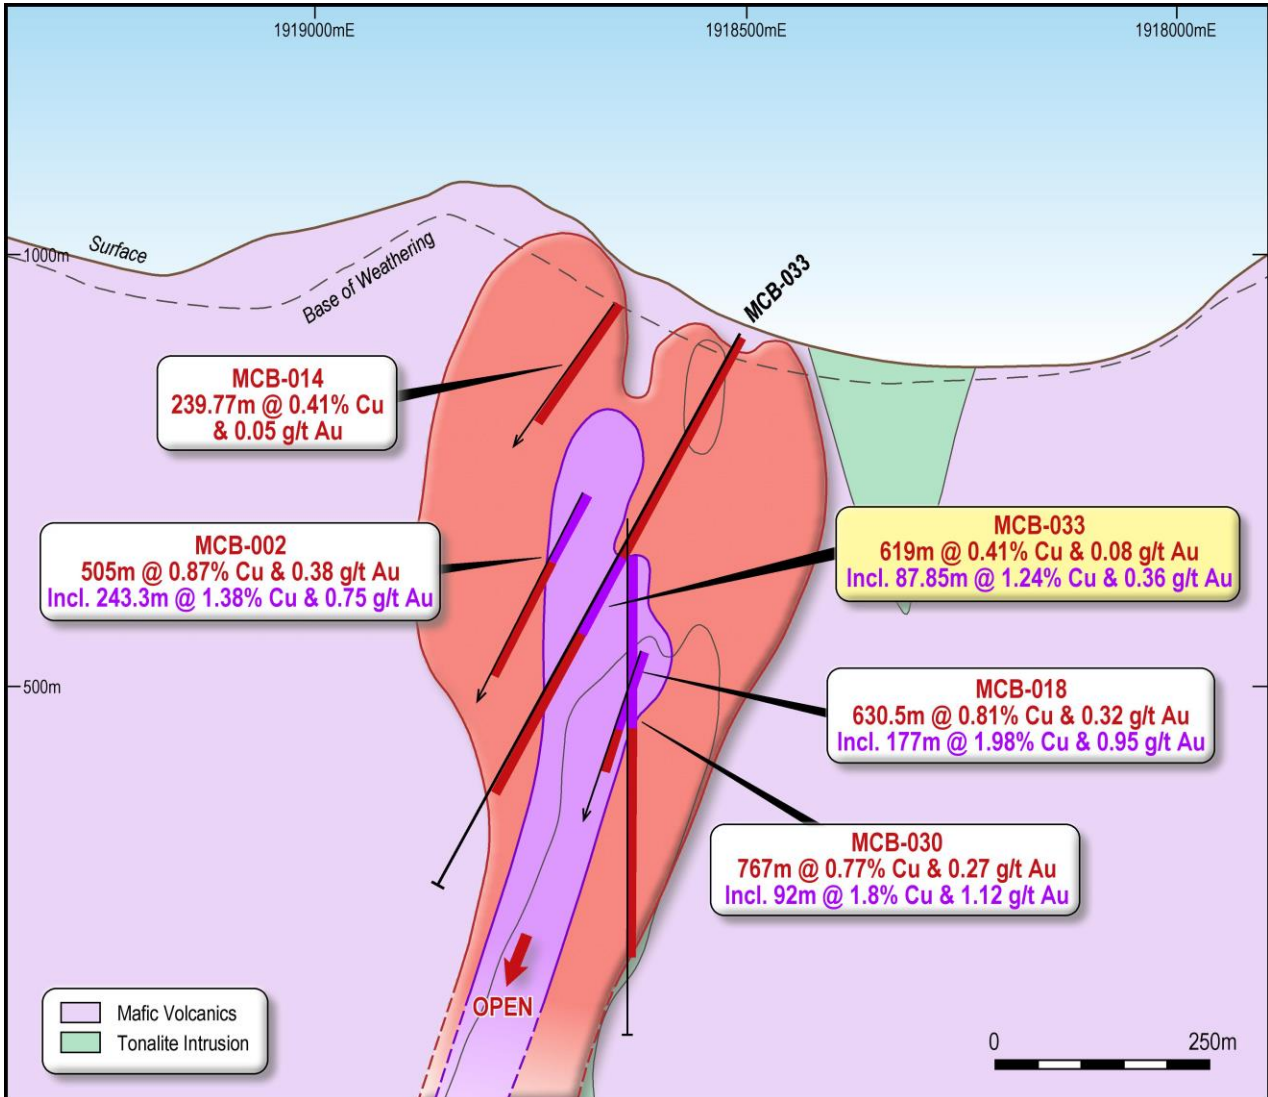 1919000mE
1918500mE
1918000mE
Surface
1000m
Base of Weathering
MCB-033
MCB-014
239.77m @ 0.41% Cu
& 0.05 g/t Au
MCB-002
505m @ 0.87% Cu & 0.38 g/t Au
Incl. 243.3m @ 1.38% Cu & 0.75 g/t Au
MCB-033
619m @ 0.41% Cu & 0.08 g/t Au
Incl. 87.85m @ 1.24% Cu & 0.36 g/t Au
500m
MCB-018
630.5m @ 0.81% Cu & 0.32 g/t Au
Incl. 177m @ 1.98% Cu & 0.95 g/t Au
MCB-030
767m @ 0.77% Cu & 0.27 g/t Au
Incl. 92m @ 1.8% Cu & 1.12 g/t Au
OPEN
Mafic Volcanics
Tonalite Intrusion
0
250m